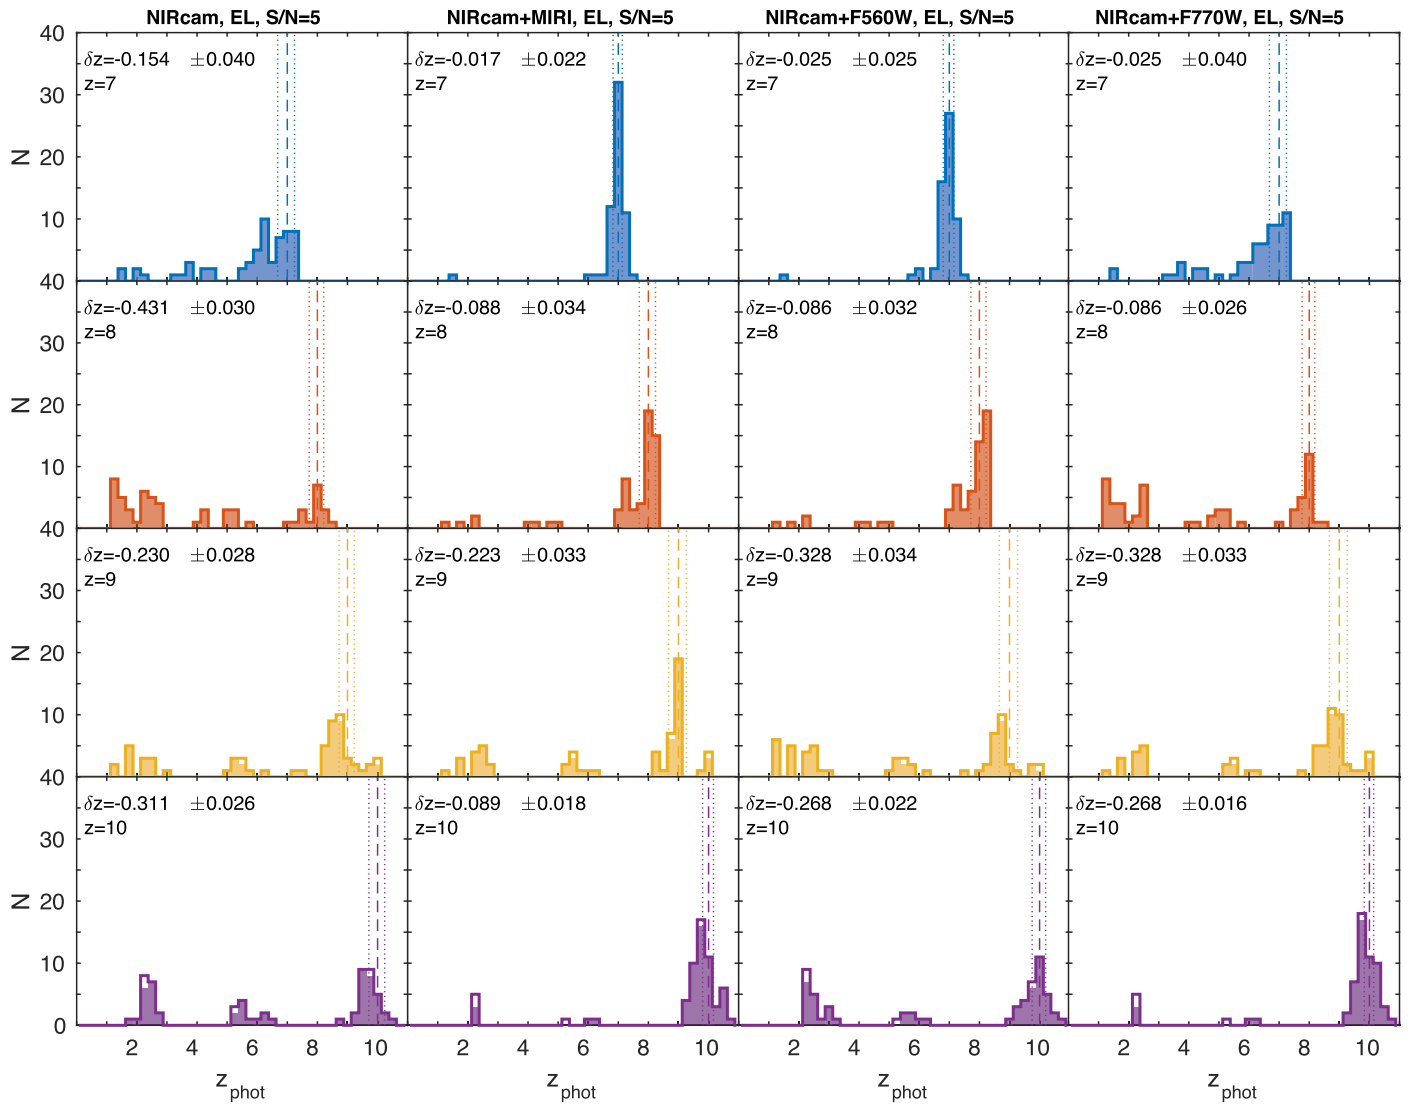 NIRcam, EL, S/N=5 NIRcam+MIRI, EL, S/N=5 NIRcam+F560W, EL, S/N=5 NIRcam+F770W, EL, S/N=5
40
δz=-0.154 ±0.040 δz=-0.017 ±0.022 δz=-0.025 ±0.025 δz=-0.025 ±0.040
z=7 z=7 z=7 z=7
30
N
20
10
40
δz=-0.431 ±0.030 δz=-0.088 ±0.034 δz=-0.086 ±0.032 δz=-0.086 ±0.026
z=8 z=8 z=8 z=8
30
N
20
10
40
δz=-0.230 ±0.028 δz=-0.223 ±0.033 δz=-0.328 ±0.034 δz=-0.328 ±0.033
z=9 z=9 z=9 z=9
30
N
20
10
40
δz=-0.311 ±0.026 δz=-0.089 ±0.018 δz=-0.268 ±0.022 δz=-0.268 ±0.016
z=10 z=10 z=10 z=10
30
N
20
10
0
2 4 6 8 10 2 4 6 8 10 2 4 6 8 10 2 4 6 8 10
z phot z phot z phot z phot